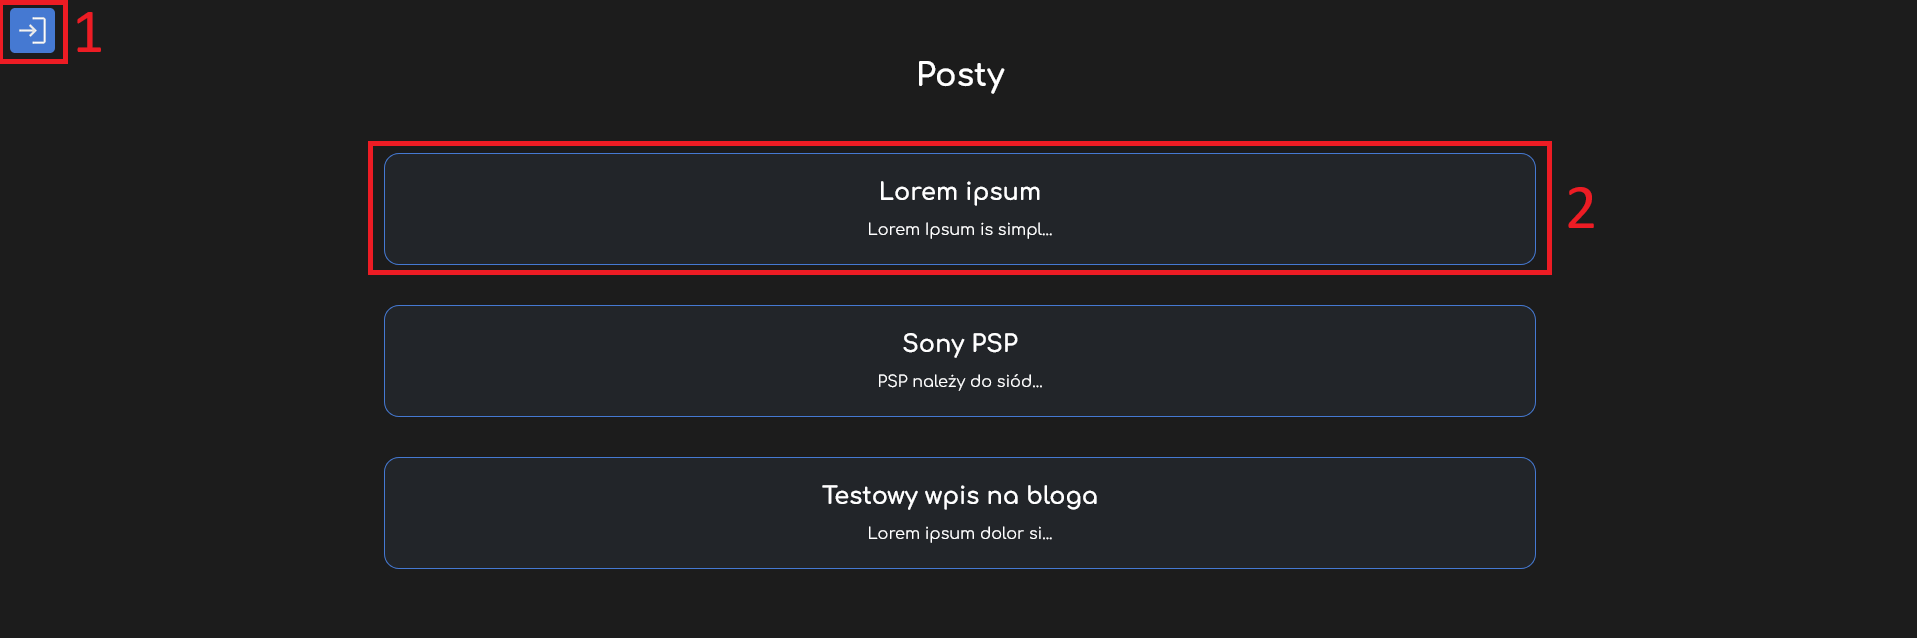 1
Posty
Lorem ipsum
Lorem Ipsum is simpl...
2
Sony PSP
PSP należy do siód...
Testowy wpis na bloga
Lorem ipsum dolor si...